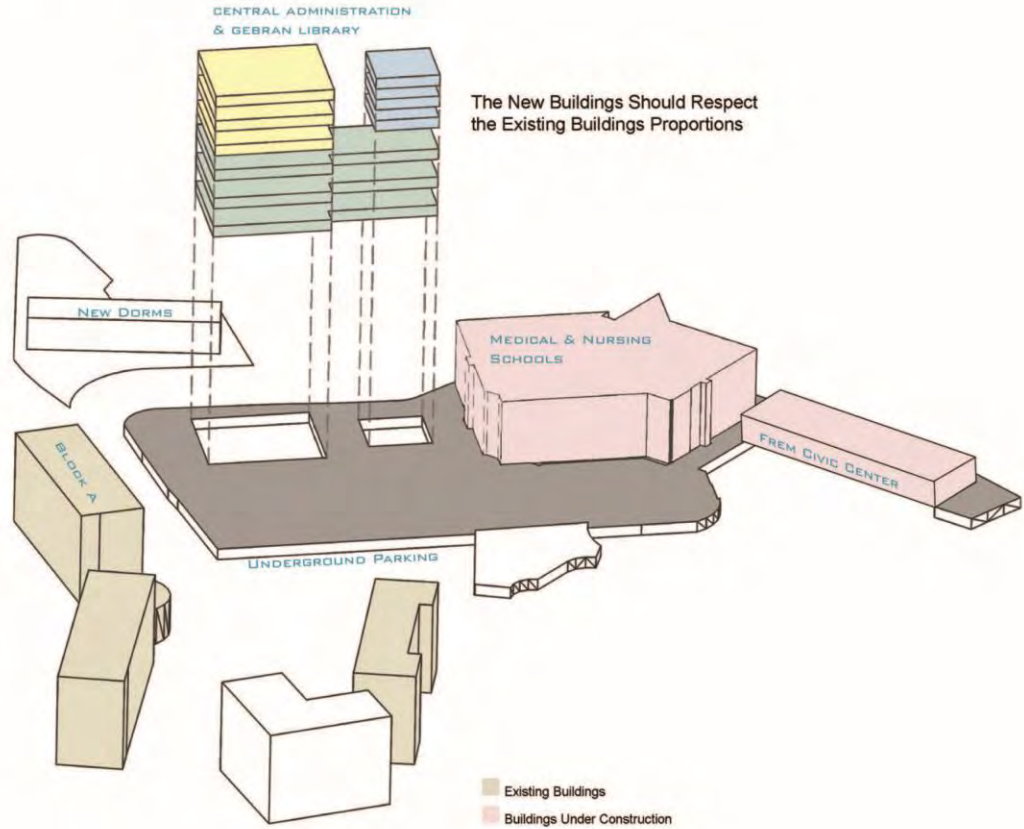 CENTRAL ADMINISTRATION
& GEBRAN LIBRARY
The New Buildings Should Respect
the Existing Buildings Proportions
NEW DORMS
MEDICAL & NURSING
SCHOOLS
BLOCK A
FREM CIVIC CENTER
UNDERGROUND PARKING
Existing Buildings
Buildings Under Construction